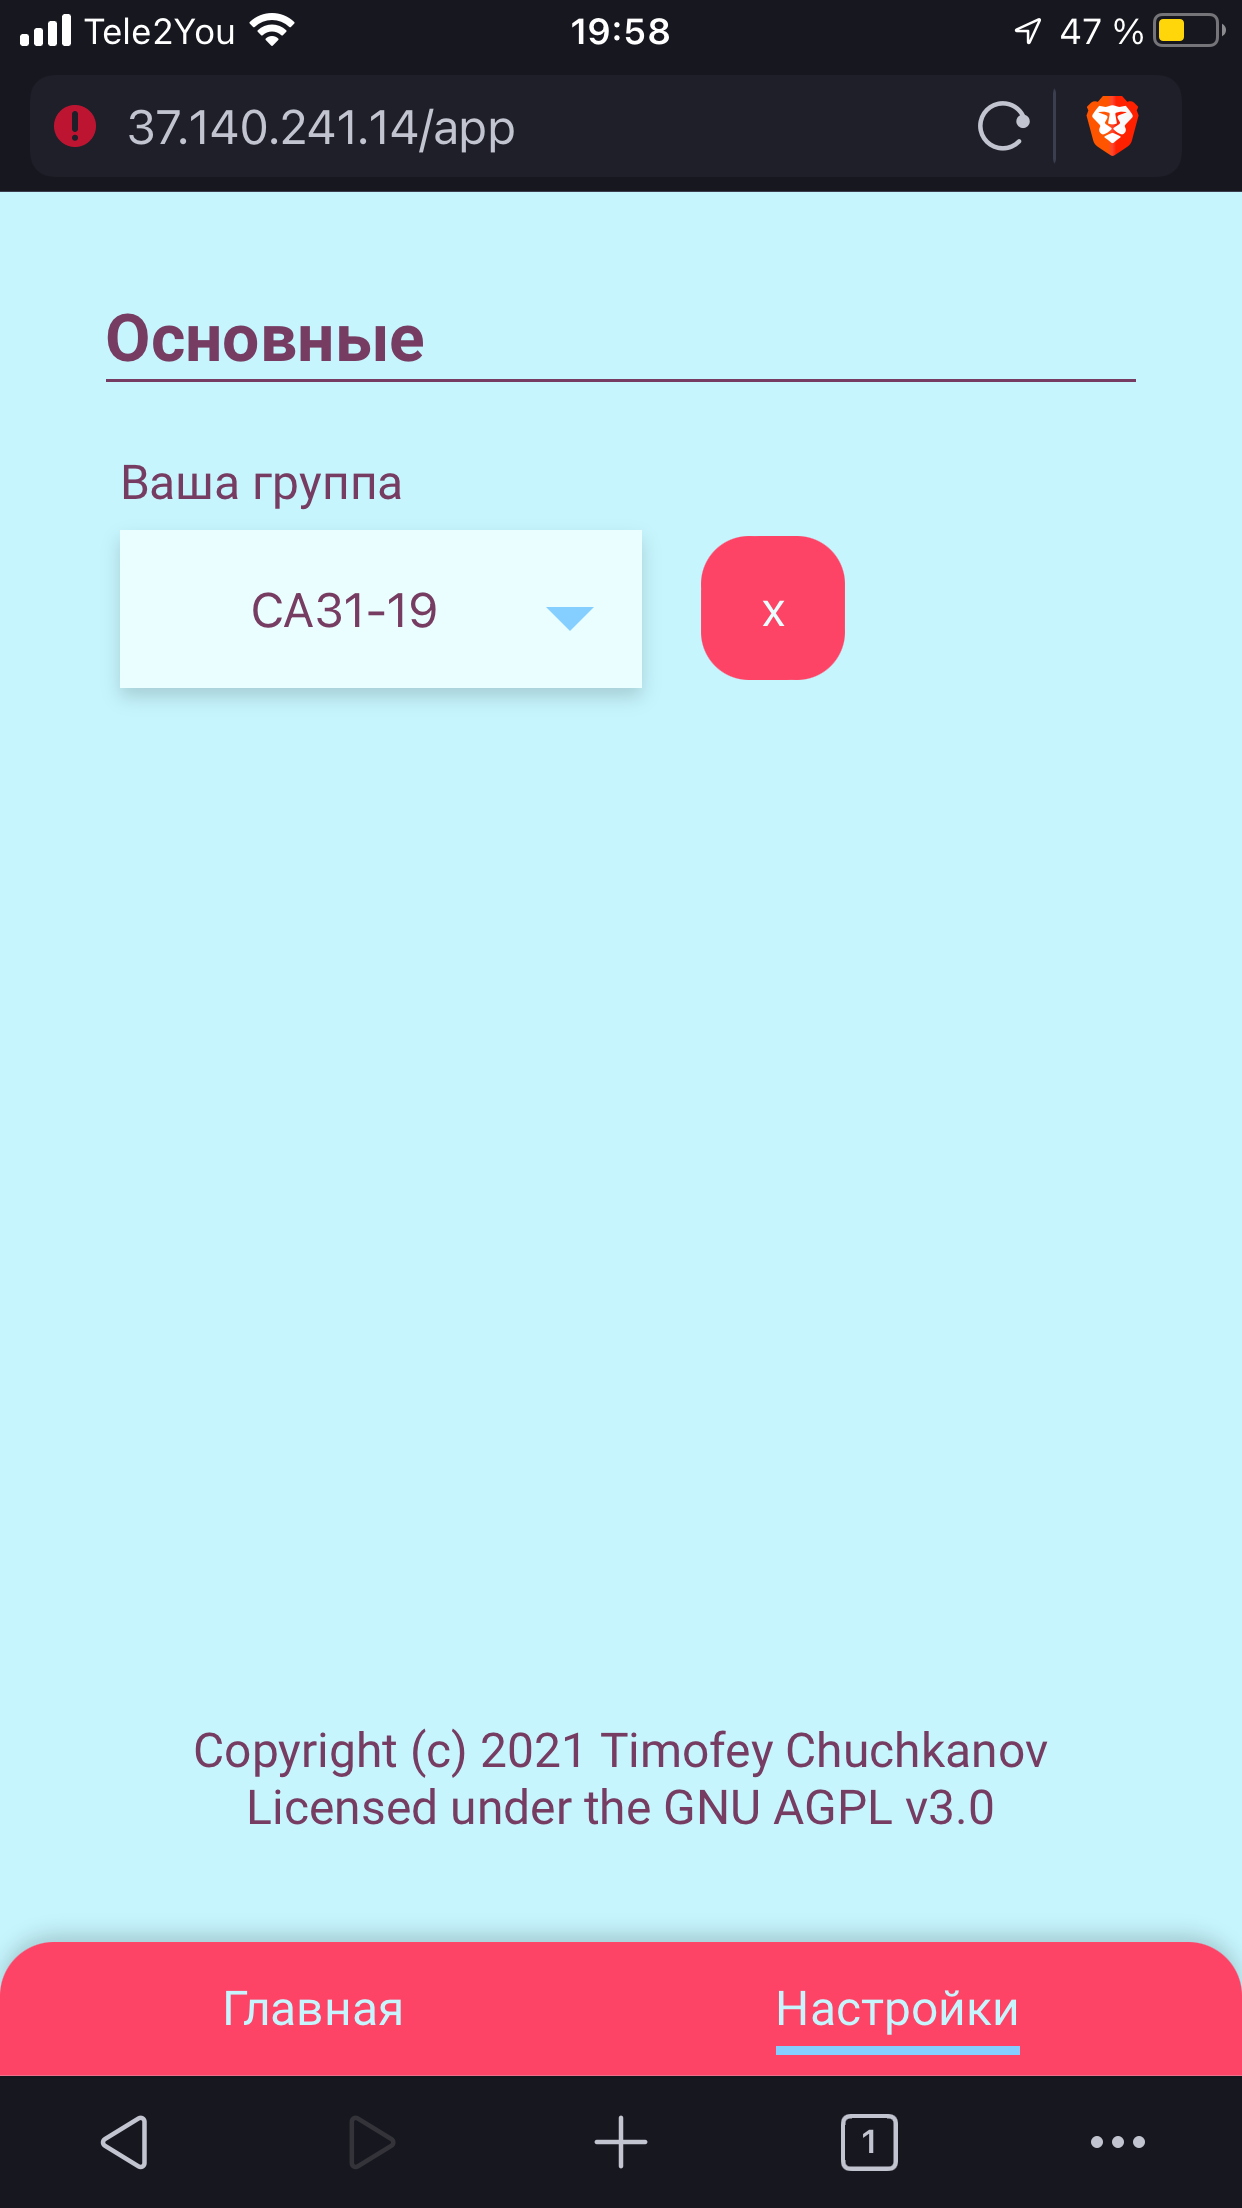 Tele2You 19:58 47 %
37.140.241.14/app
Основные
Ваша группа
СА31-19
x
Copyright (c) 2021 Timofey Chuchkanov
Licensed under the GNU AGPL v3.0
Главная Настройки
1